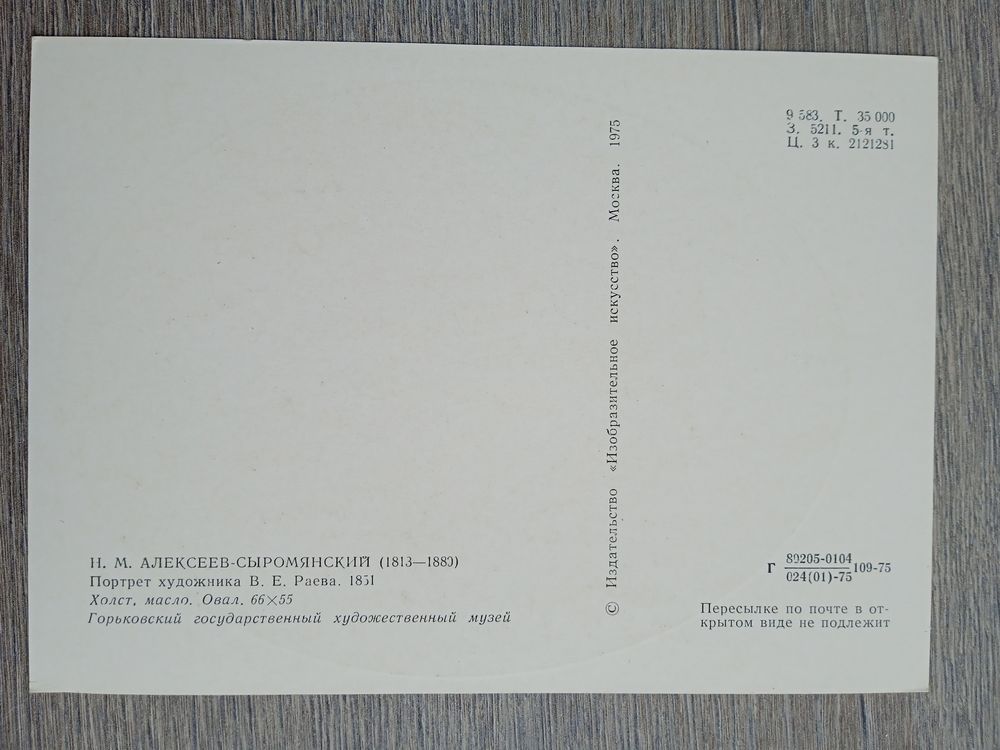 Н. М. АЛЕКСЕЕВ-СЫРОМЯНСКИЙ (1813—1880)
Портрет художника В. Е. Раева. 1851
Холст, масло. Овал. 66×55
Горьковский государственный художественный музей
© Издательство «Изобразительное искусство». Москва. 1975
9 583. Т. 35 000
З. 5211. 5-я т.
Ц. 3 к. 2121281
Г 80205-0104 109-75
024(01)-75
Пересылке по почте в от-
крытом виде не подлежит